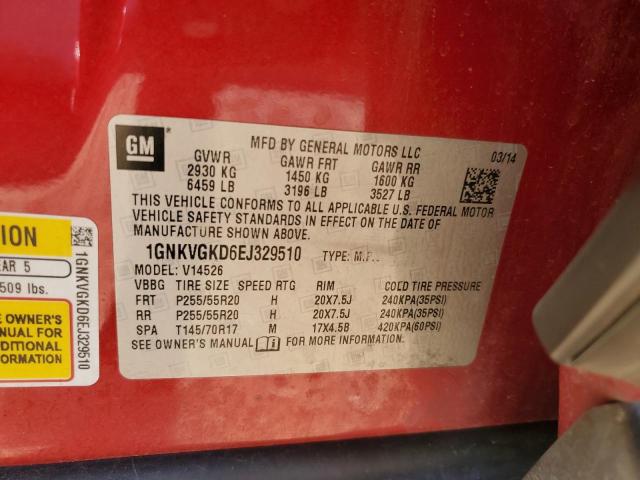 GM
MFD BY GENERAL MOTORS LLC
03/14
GVWR GAWR FRT GAWR RR
2930 KG 1450 KG 1600 KG
6459 LB 3196 LB 3527 LB
THIS VEHICLE CONFORMS TO ALL APPLICABLE U.S. FEDERAL MOTOR
VEHICLE SAFETY STANDARDS IN EFFECT ON THE DATE OF
MANUFACTURE SHOWN ABOVE.
1GNKVGKD6EJ329510 TYPE:
MODEL: V14526
VBBG TIRE SIZE SPEED RTG RIM COLD TIRE PRESSURE
FRT P255/55R20 H 20X7.5J 240KPA(35PSI)
RR P255/55R20 H 20X7.5J 240KPA(35PSI)
SPA T145/70R17 M 17X4.5B 420KPA(60PSI)
SEE OWNER'S MANUAL FOR MORE INFORMATION
TION
EAR 5
509 lbs.
E OWNER'S
ANUAL FOR
DDITIONAL
ORMATION
1GNKVGKD6EJ329510